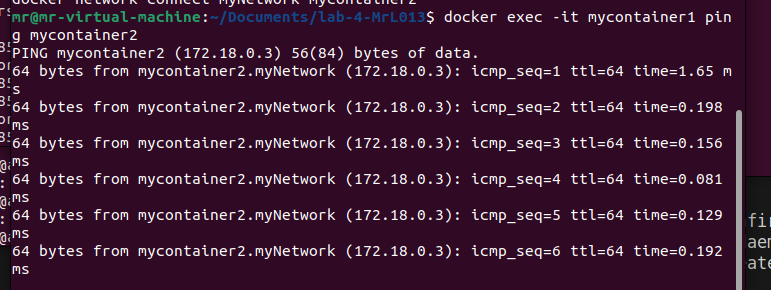 docker network connect myNetwork mycontainer2
mr@mr-virtual-machine:~/Documents/lab-4-MrL013$ docker exec -it mycontainer1 pin
g mycontainer2
PING mycontainer2 (172.18.0.3) 56(84) bytes of data.
64 bytes from mycontainer2.myNetwork (172.18.0.3): icmp_seq=1 ttl=64 time=1.65 m
s
64 bytes from mycontainer2.myNetwork (172.18.0.3): icmp_seq=2 ttl=64 time=0.198
ms
64 bytes from mycontainer2.myNetwork (172.18.0.3): icmp_seq=3 ttl=64 time=0.156
ms
64 bytes from mycontainer2.myNetwork (172.18.0.3): icmp_seq=4 ttl=64 time=0.081
ms
64 bytes from mycontainer2.myNetwork (172.18.0.3): icmp_seq=5 ttl=64 time=0.129
ms
64 bytes from mycontainer2.myNetwork (172.18.0.3): icmp_seq=6 ttl=64 time=0.192
ms